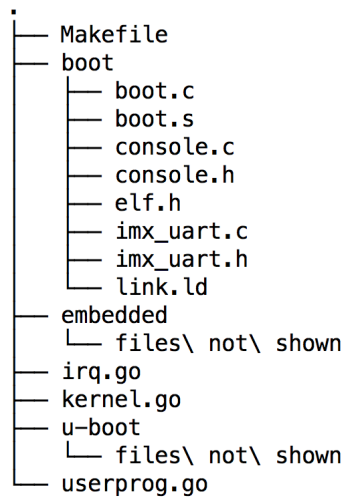 .
├── Makefile
├── boot
│   ├── boot.c
│   ├── boot.s
│   ├── console.c
│   ├── console.h
│   ├── elf.h
│   ├── imx_uart.c
│   ├── imx_uart.h
│   └── link.ld
├── embedded
│   └── files\ not\ shown
├── irq.go
├── kernel.go
├── u-boot
│   └── files\ not\ shown
└── userprog.go